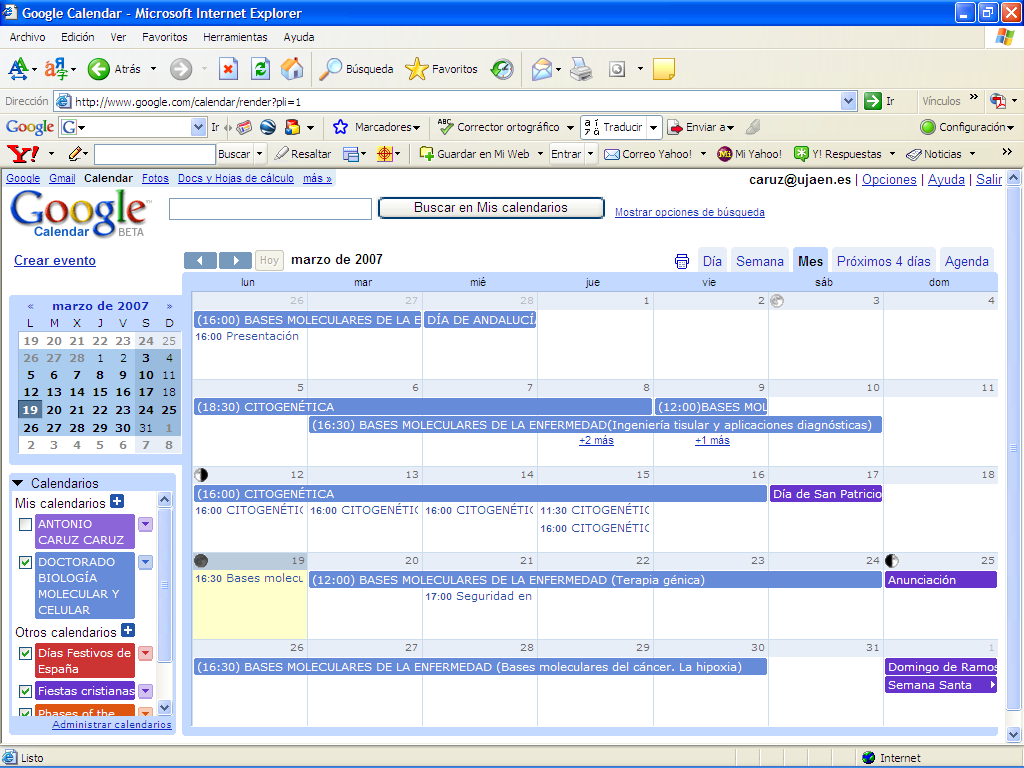 Google Calendar - Microsoft Internet Explorer
Archivo Edición Ver Favoritos Herramientas Ayuda
Atrás Búsqueda Favoritos
Dirección http://www.google.com/calendar/render?pli=1 Ir Vínculos »
Google G Ir Marcadores ABC Corrector ortográfico Traducir Enviar a Configuración
Y! Buscar Resaltar Guardar en Mi Web Entrar Correo Yahoo! Mi Yahoo! Y! Respuestas Noticias »
Google Gmail Calendar Fotos Docs y Hojas de cálculo más » caruz@ujaen.es | Opciones | Ayuda | Salir
Google Calendar BETA
Buscar en Mis calendarios Mostrar opciones de búsqueda
Crear evento Hoy marzo de 2007 Día Semana Mes Próximos 4 días Agenda
« marzo de 2007 »
L M X J V S D
19 20 21 22 23 24 25
26 27 28 1 2 3 4
5 6 7 8 9 10 11
12 13 14 15 16 17 18
19 20 21 22 23 24 25
26 27 28 29 30 31 1
2 3 4 5 6 7 8
Calendarios
Mis calendarios
ANTONIO
CARUZ CARUZ
DOCTORADO
BIOLOGÍA
MOLECULAR Y
CELULAR
Otros calendarios
Días Festivos de
España
Fiestas cristianas
Phases of the
Administrar calendarios
lun mar mié jue vie sáb dom
26 27 28 1 2 3 4
(16:00) BASES MOLECULARES DE LA E DÍA DE ANDALUCÍA
16:00 Presentación
5 6 7 8 9 10 11
(18:30) CITOGENÉTICA (12:00)BASES MOL
(16:30) BASES MOLECULARES DE LA ENFERMEDAD(Ingeniería tisular y aplicaciones diagnósticas)
+2 más +1 más
12 13 14 15 16 17 18
(16:00) CITOGENÉTICA Día de San Patricio
16:00 CITOGENÉTIC 16:00 CITOGENÉTIC 16:00 CITOGENÉTIC 11:30 CITOGENÉTIC
16:00 CITOGENÉTIC
19 20 21 22 23 24 25
16:30 Bases molecu (12:00) BASES MOLECULARES DE LA ENFERMEDAD (Terapia génica) Anunciación
17:00 Seguridad en
26 27 28 29 30 31 1
(16:30) BASES MOLECULARES DE LA ENFERMEDAD (Bases moleculares del cáncer. La hipoxia) Domingo de Ramos
Semana Santa
Listo Internet